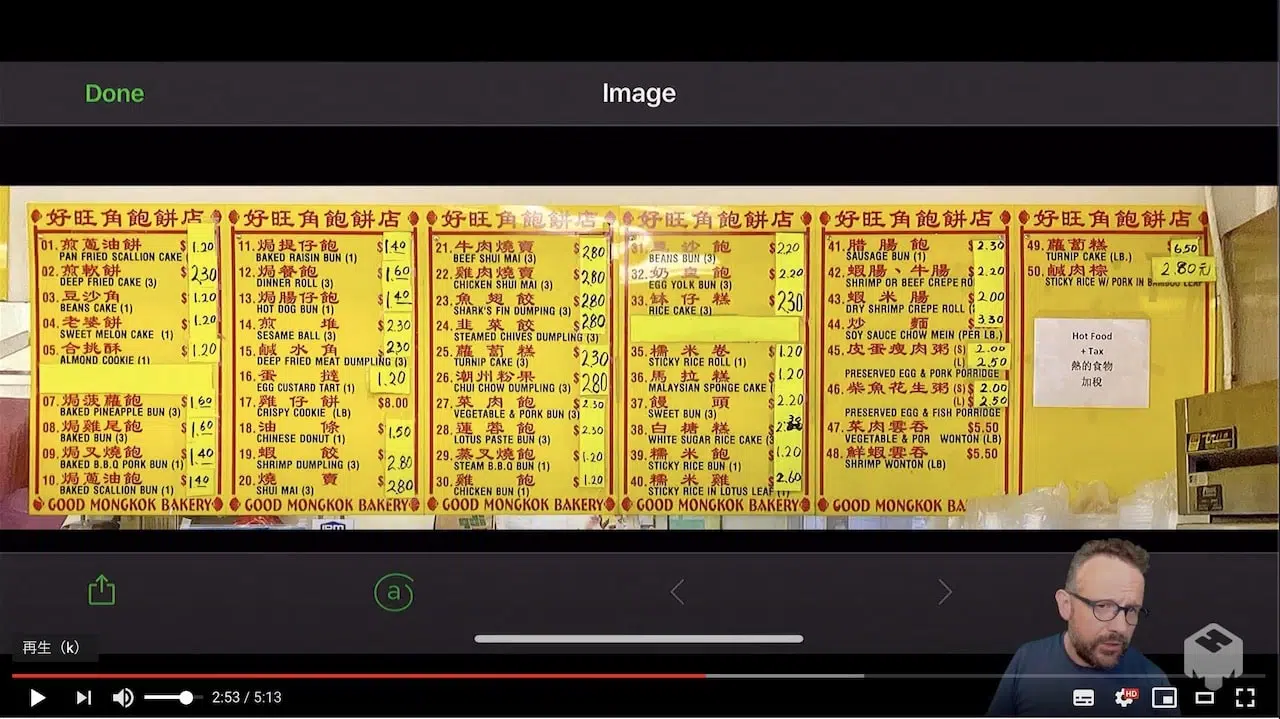 Done
Image
好旺角飽餅店
01. 煎蔥油餅 $ 1.20
PAN FRIED SCALLION CAKE
02. 煎軟餅 $ 2.30
DEEP FRIED CAKE (3)
03. 豆沙角 $ 1.20
BEANS CAKE (1)
04. 老婆餅 $ 1.20
SWEET MELON CAKE (1)
05. 合挑酥 $ 1.20
ALMOND COOKIE (1)
07. 焗菠蘿飽 $ 1.60
BAKED PINEAPPLE BUN (3)
08. 焗雞尾飽 $ 1.60
BAKED BUN (3)
09. 焗叉燒飽 $ 1.40
BAKED B.B.Q PORK BUN (1)
10. 焗蔥油飽 $ 1.40
BAKED SCALLION BUN (1)
GOOD MONGKOK BAKERY
好旺角飽餅店
11. 焗提仔飽 $ 1.40
BAKED RAISIN BUN (1)
12. 焗餐飽 $ 1.60
DINNER ROLL (3)
13. 焗腸仔飽 $ 1.40
HOT DOG BUN (1)
14. 煎 堆 $ 2.30
SESAME BALL (3)
15. 鹹水角 $ 2.30
DEEP FRIED MEAT DUMPLING (3)
16. 蛋 撻 1.20
EGG CUSTARD TART (1)
17. 雞仔餅 $8.00
CRISPY COOKIE (LB)
18. 油 條 $ 1.50
CHINESE DONUT (1)
19. 蝦 餃 $ 2.80
SHRIMP DUMPLING (3)
20. 燒 賣 $ 2.80
SHUI MAI (3)
GOOD MONGKOK BAKERY
好旺角飽餅店
21. 牛肉燒賣 $ 2.80
BEEF SHUI MAI (3)
22. 雞肉燒賣 $ 2.80
CHICKEN SHUI MAI (3)
23. 魚翅餃 $ 2.80
SHARK'S FIN DUMPING (3)
24. 韭菜餃 $ 2.80
STEAMED CHIVES DUMPLING (3)
25. 蘿蔔糕 $ 2.30
TURNIP CAKE (3)
26. 潮州粉果 $ 2.80
CHUI CHOW DUMPLING (3)
27. 菜肉飽 $ 2.30
VEGETABLE & PORK BUN (3)
28. 蓮蓉飽 $ 2.30
LOTUS PASTE BUN (3)
29. 蒸叉燒飽 $ 1.20
STEAM B.B.Q BUN (1)
30. 雞 飽 $ 1.20
CHICKEN BUN (1)
GOOD MONGKOK BAKERY
好旺角飽餅店
31. 沙飽 $ 2.20
BEANS BUN (3)
32. 奶皇飽 $ 2.20
EGG YOLK BUN (3)
33. 缽仔糕 $ 2.30
RICE CAKE (3)
35. 糯米卷 $ 1.20
STICKY RICE ROLL (1)
36. 馬拉糕 $ 1.20
MALAYSIAN SPONGE CAKE
37. 饅 頭 $ 2.20
SWEET BUN (3)
38. 白糖糕 $
WHITE SUGAR RICE CAKE (3
39. 糯米飽 $ 1.20
STICKY RICE BUN (1)
40. 糯米雞 $ 2.60
STICKY RICE IN LOTUS LEAF
GOOD MONGKOK BAKERY
好旺角飽餅店
41. 腊腸飽 $ 2.30
SAUSAGE BUN (1)
42. 蝦腸、牛腸 $ 2.20
SHRIMP OR BEEF CREPE RO
43. 蝦米腸 $ 2.00
DRY SHRIMP CREPE ROLL (
44. 炒 麵 $ 3.30
SOY SAUCE CHOW MEIN (PER LB.)
45. 皮蛋瘦肉粥 (S) $ 2.00
(L) $ 2.50
PRESERVED EGG & PORK PORRIDGE
46. 柴魚花生粥 (S) $ 2.00
(L) $ 2.50
PRESERVED EGG & FISH PORRIDGE
47. 菜肉雲吞 $5.50
VEGETABLE & POR WONTON (LB)
48. 鮮蝦雲吞 $5.50
SHRIMP WONTON (LB)
GOOD MONGKOK BA
好旺角飽餅店
49. 蘿蔔糕 $ 6.50
TURNIP CAKE (LB.)
50. 鹹肉粽 2.80元
STICKY RICE W/ PORK IN BAMBOO LEAF
Hot Food
+ Tax
熱的食物
加稅
a
再生（k）
2:53 / 5:13
HD